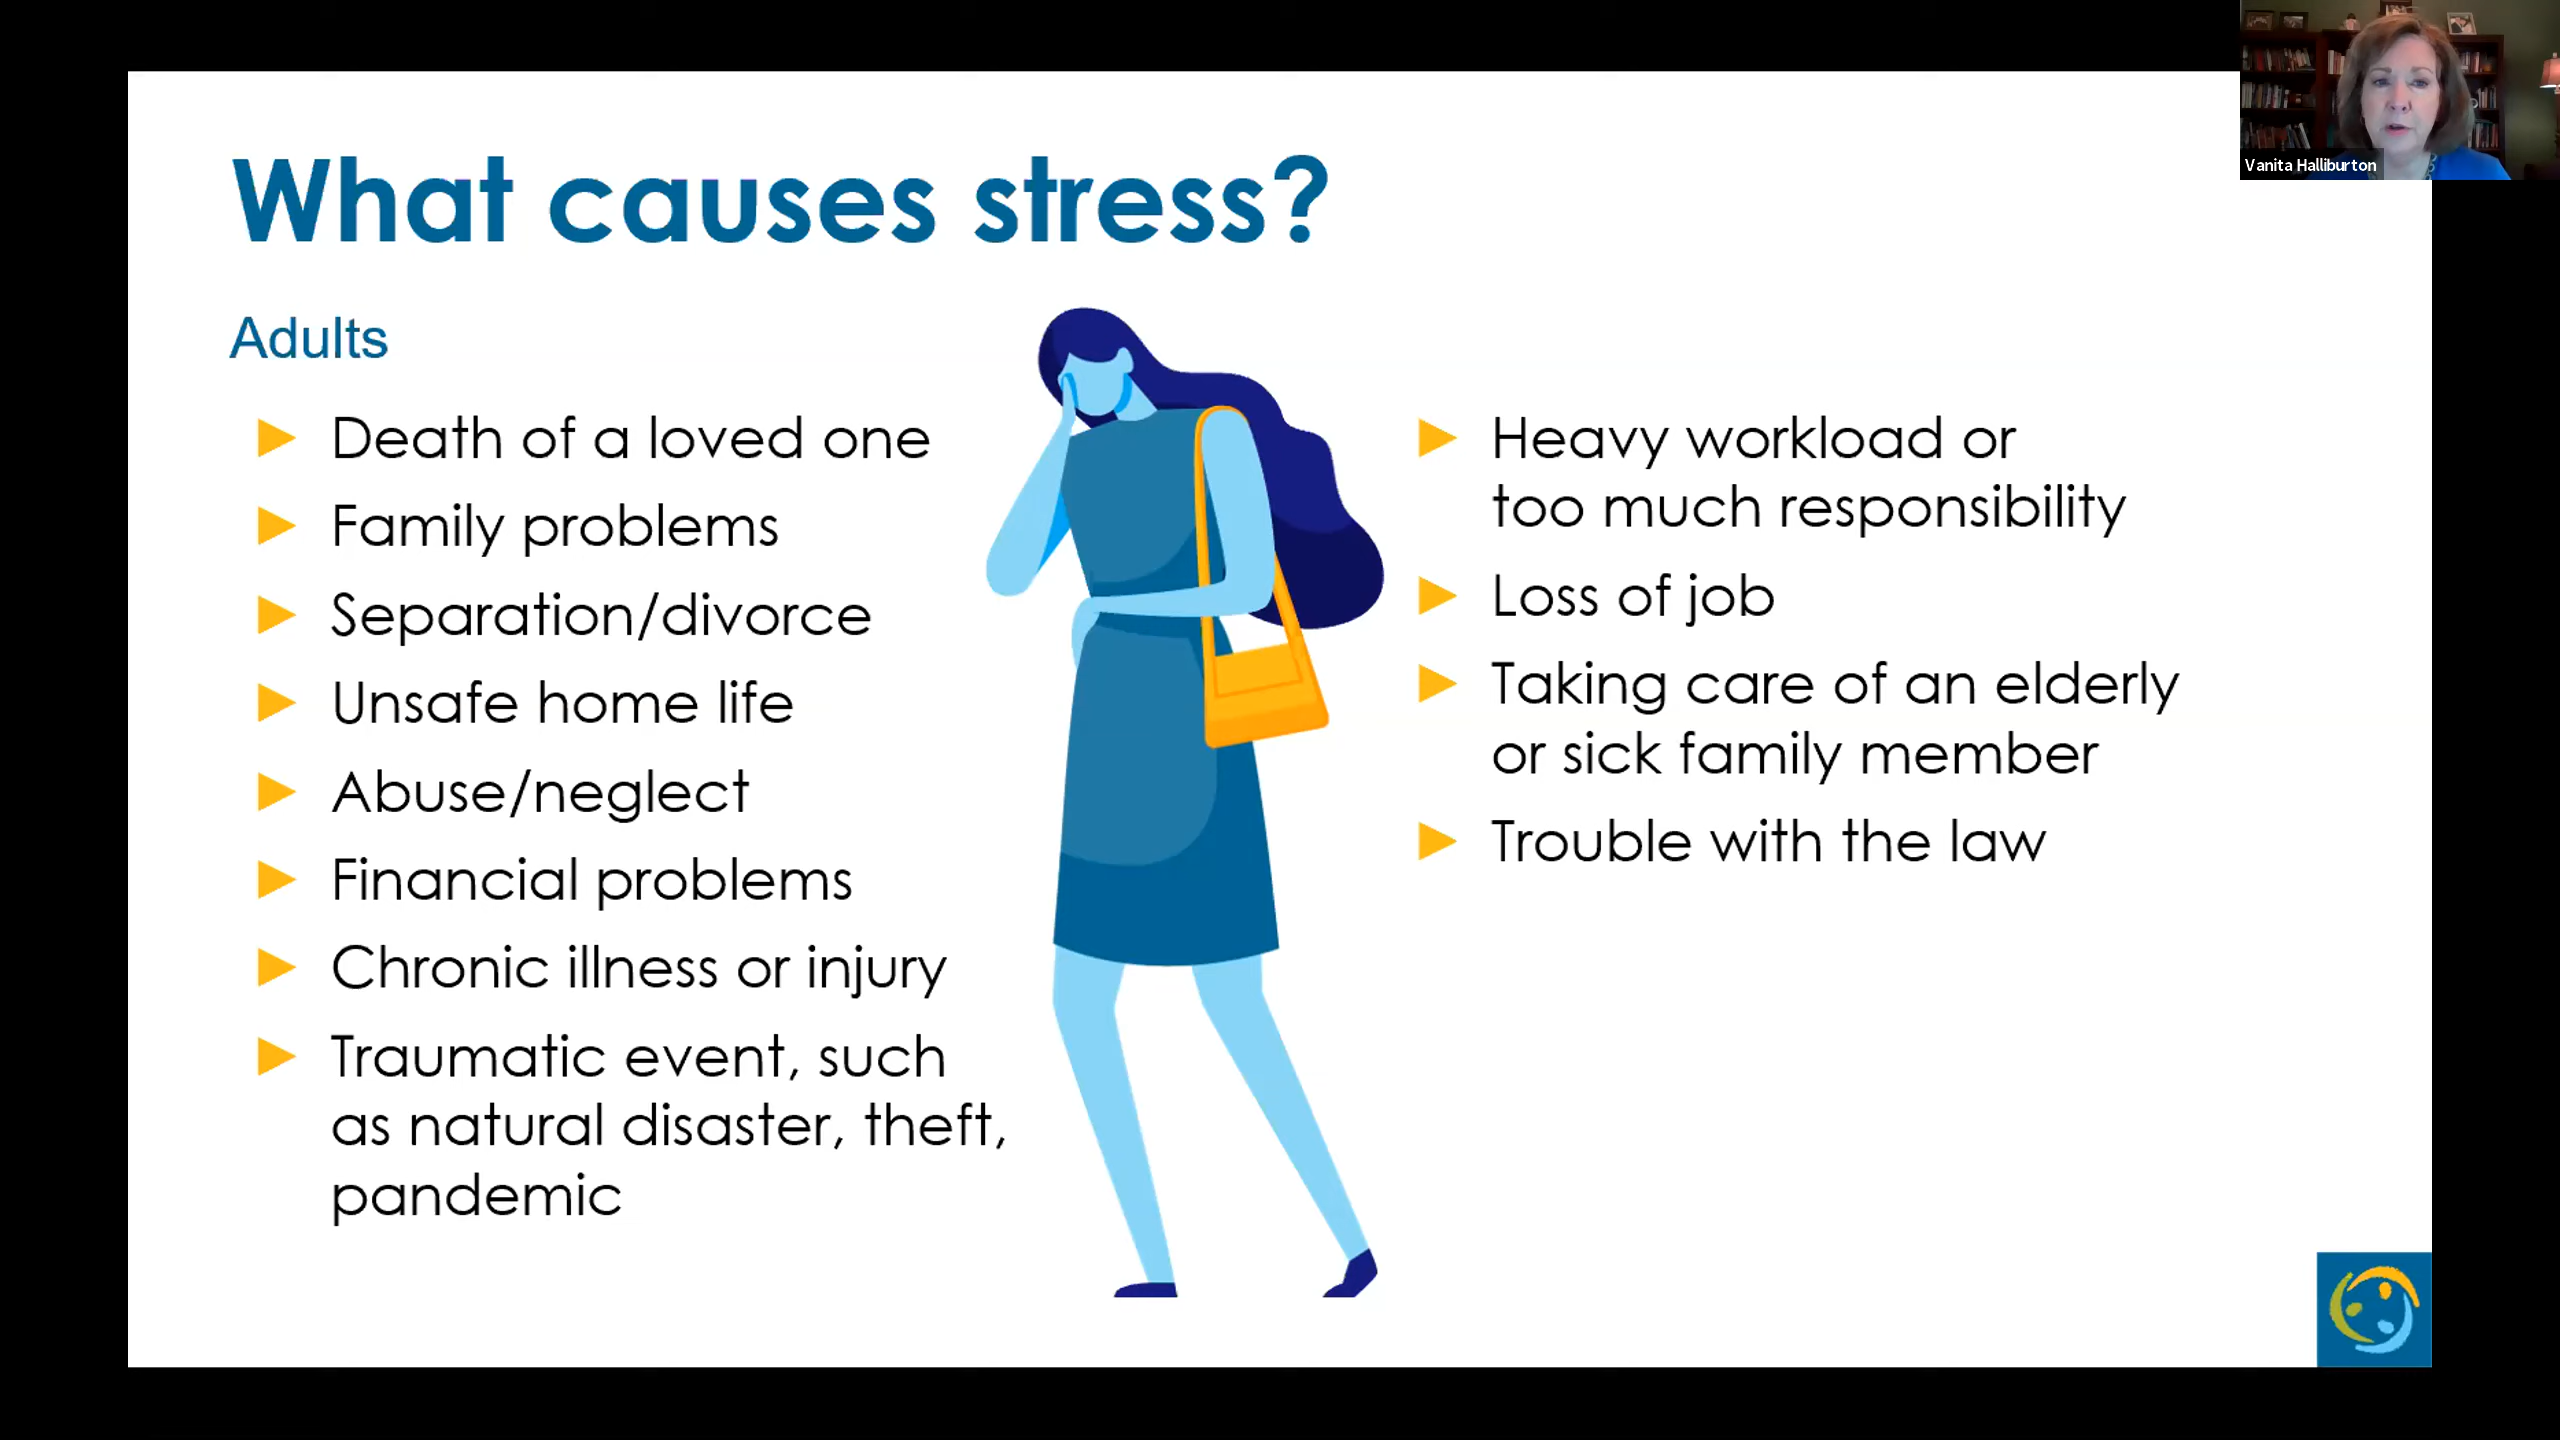 What causes stress?
Adults
Death of a loved one
Family problems
Separation/divorce
Unsafe home life
Abuse/neglect
Financial problems
Chronic illness or injury
Traumatic event, such
as natural disaster, theft,
pandemic
Heavy workload or
too much responsibility
Loss of job
Taking care of an elderly
or sick family member
Trouble with the law
Vanita Halliburton